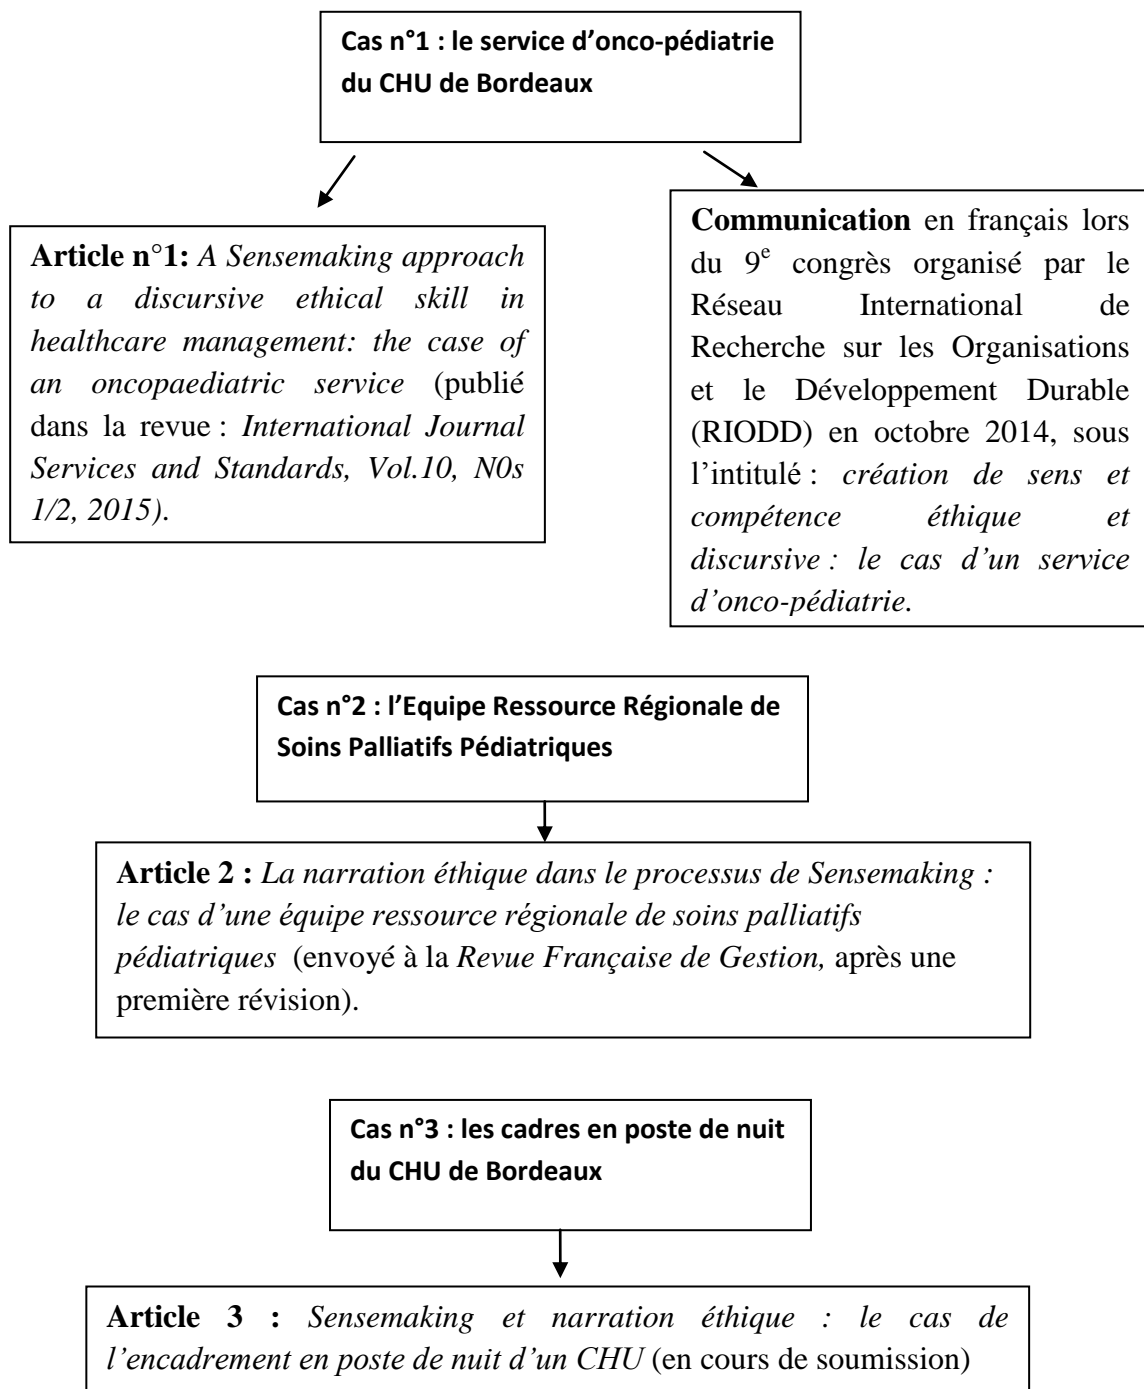 Cas n°1 : le service d’onco-pédiatrie
du CHU de Bordeaux
Article n°1: A Sensemaking approach
to a discursive ethical skill in
healthcare management: the case of
an oncopaediatric service (publié
dans la revue : International Journal
Services and Standards, Vol.10, N0s
1/2, 2015).
Communication en français lors
du 9e congrès organisé par le
Réseau International de
Recherche sur les Organisations
et le Développement Durable
(RIODD) en octobre 2014, sous
l’intitulé : création de sens et
compétence éthique et
discursive : le cas d’un service
d’onco-pédiatrie.
Cas n°2 : l’Equipe Ressource Régionale de
Soins Palliatifs Pédiatriques
Article 2 : La narration éthique dans le processus de Sensemaking :
le cas d’une équipe ressource régionale de soins palliatifs
pédiatriques (envoyé à la Revue Française de Gestion, après une
première révision).
Cas n°3 : les cadres en poste de nuit
du CHU de Bordeaux
Article 3 : Sensemaking et narration éthique : le cas de
l’encadrement en poste de nuit d’un CHU (en cours de soumission)